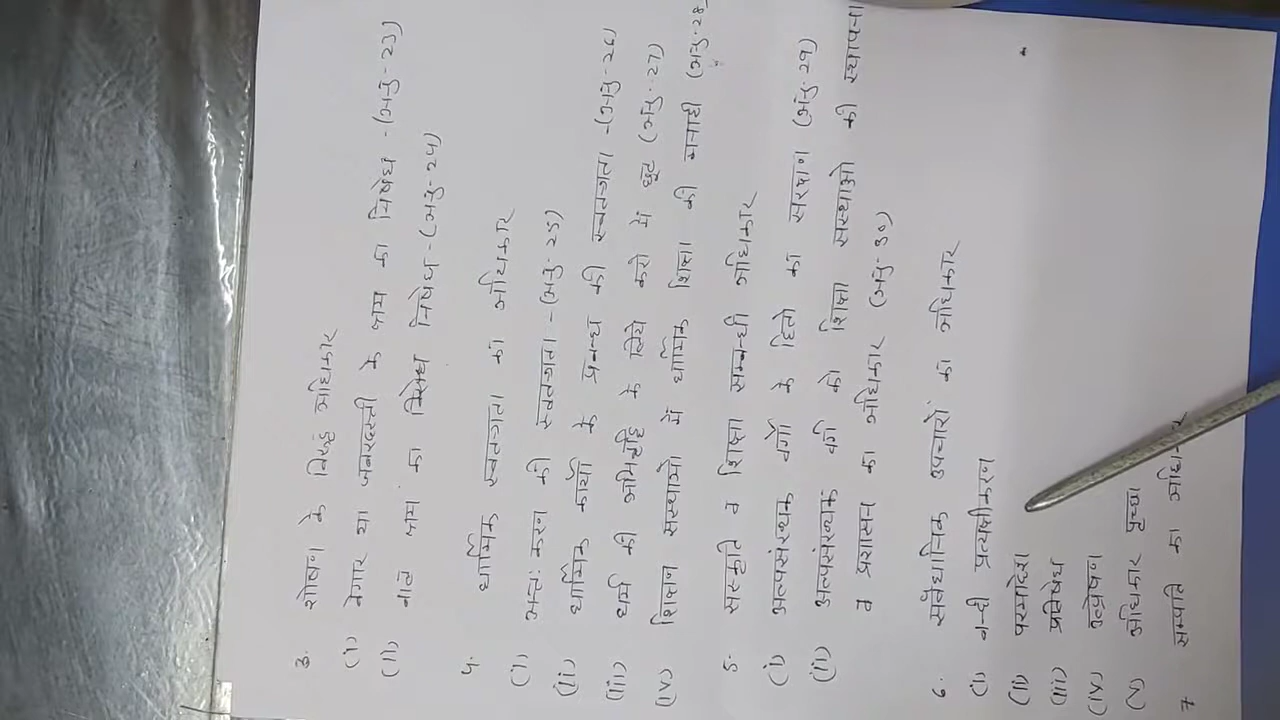 3. शोषण के विरुद्ध अधिकार
(i) बेगार या जबरदस्ती के श्रम का निषेध -(अनु-23)
(ii) बाल श्रम का निषेध -(अनु-24)
4. धार्मिक स्वतन्त्रता का अधिकार
(i) अन्तः करण की स्वतन्त्रता -(अनु-25)
(ii) धार्मिक कार्यो के प्रबन्ध की स्वतन्त्रता -(अनु-26)
(iii) धर्म की अभिवृद्धि के लिये करो में छूट (अनु-27)
(iv) शिक्षण संस्थाओ में धार्मिक शिक्षा की मनाही (अनु-28
5. संस्कृति व शिक्षा सम्बन्धी अधिकार
(i) अल्पसंख्यक वर्गो के हितो का संरक्षण (अनु-29)
(ii) अल्पसंख्यक वर्गो को शिक्षा संस्थाओ की स्थापना
व प्रशासन का अधिकार (अनु-30)
6. संवैधानिक उपचारों का अधिकार
(i) बन्दी प्रत्यक्षीकरण
(ii) परमादेश
(iii) प्रतिषेध
(iv) उत्प्रेषण
(v) अधिकार पृच्छा
7 सम्पति का अधिकार